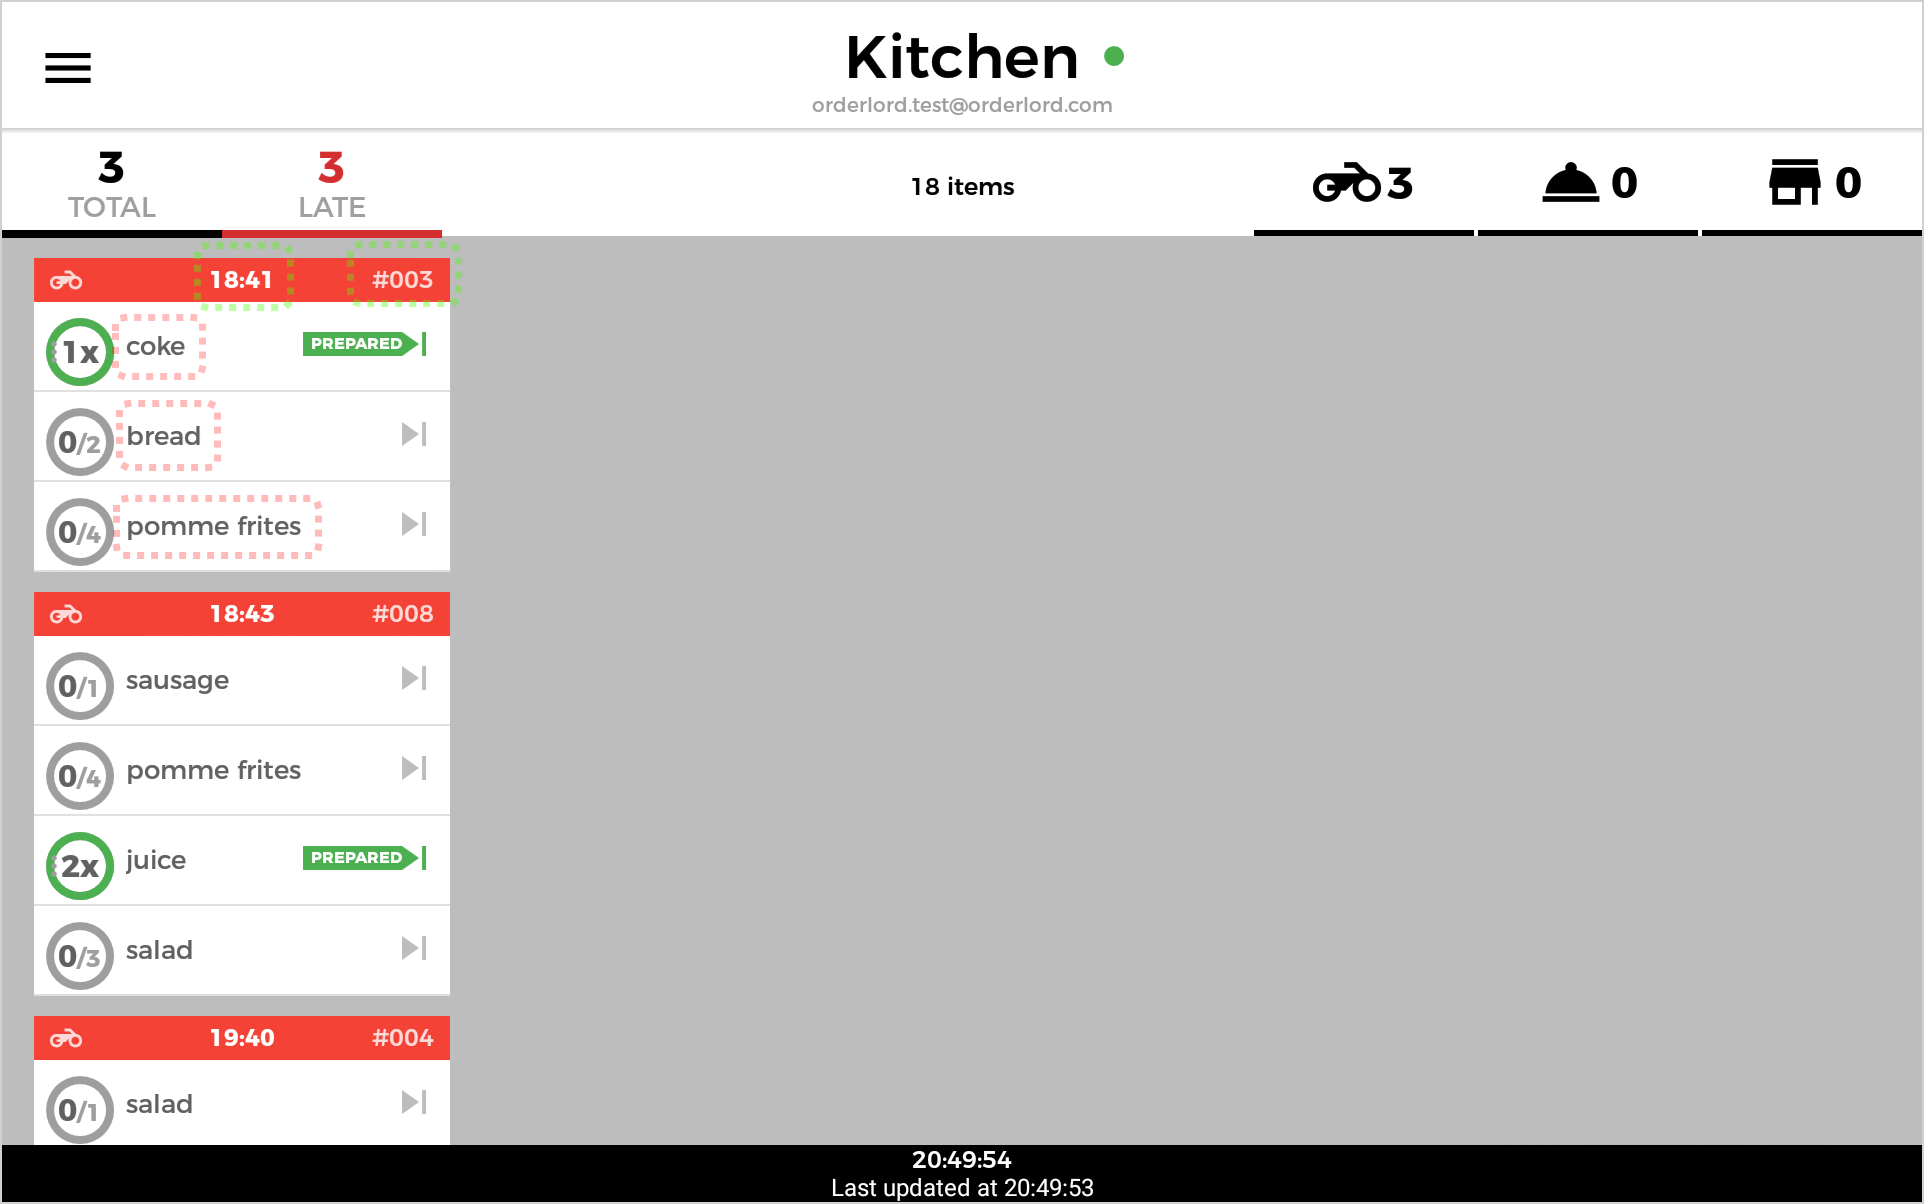 Kitchen
orderlord.test@orderlord.com
3 TOTAL
3 LATE
18 items
3
0
0
18:41 #003
1x coke PREPARED
0/2 bread
0/4 pomme frites
18:43 #008
0/1 sausage
0/4 pomme frites
2x juice PREPARED
0/3 salad
19:40 #004
0/1 salad
20:49:54
Last updated at 20:49:53